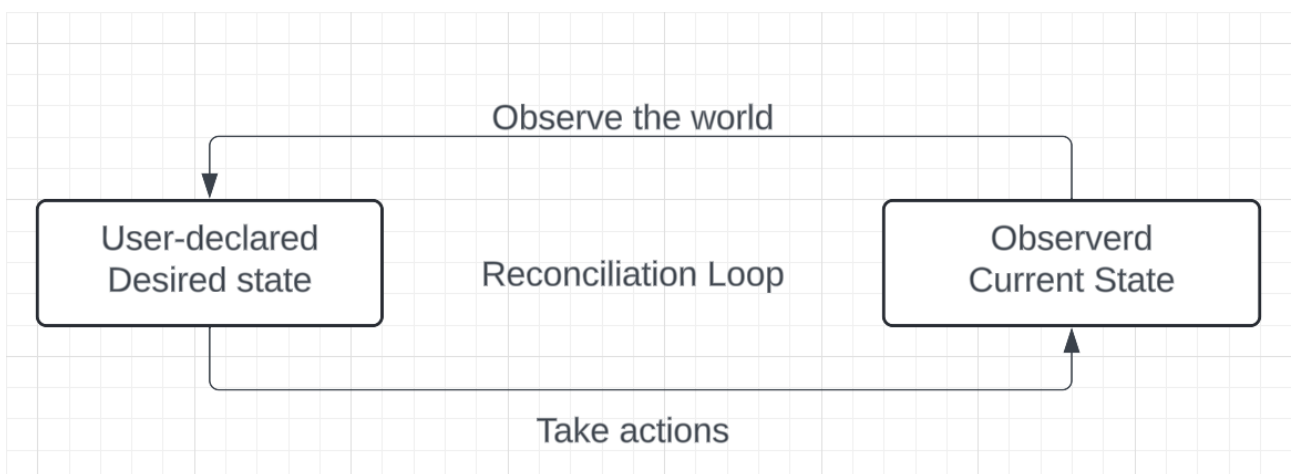 Observe the world
User-declared
Desired state
Reconciliation Loop
Observerd
Current State
Take actions